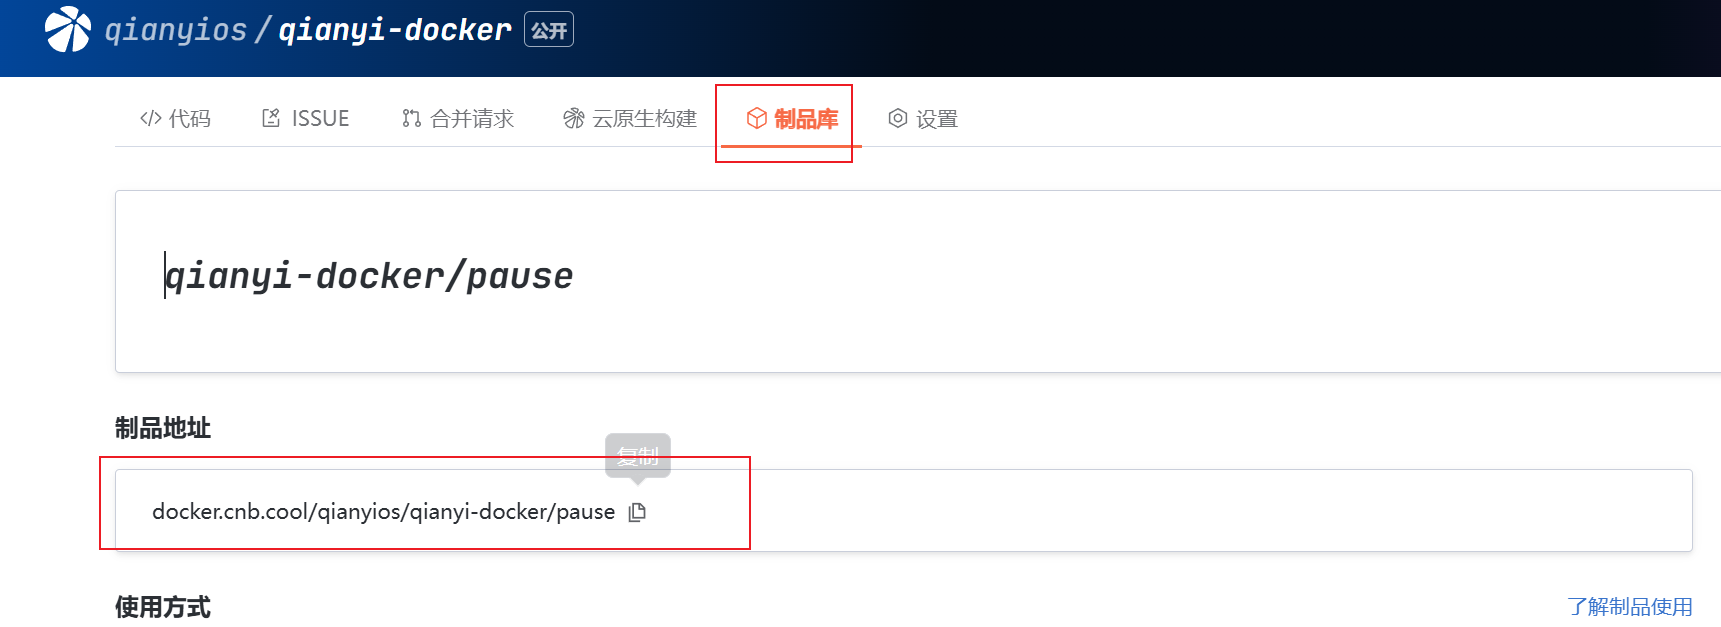 qianyios / qianyi-docker 公开
</> 代码 ISSUE 合并请求 云原生构建 制品库 设置
qianyi-docker/pause
制品地址
复制
docker.cnb.cool/qianyios/qianyi-docker/pause
使用方式 了解制品使用